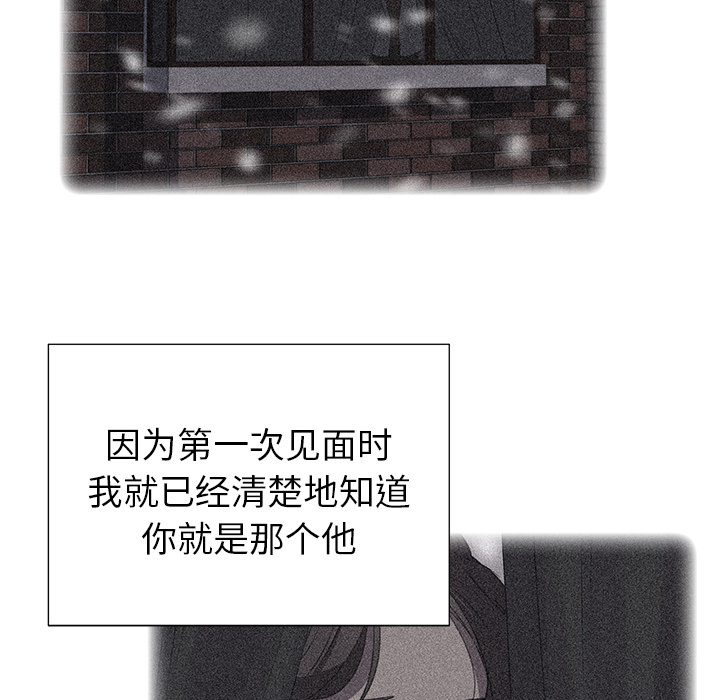 因为第一次见面时
我就已经清楚地知道
你就是那个他